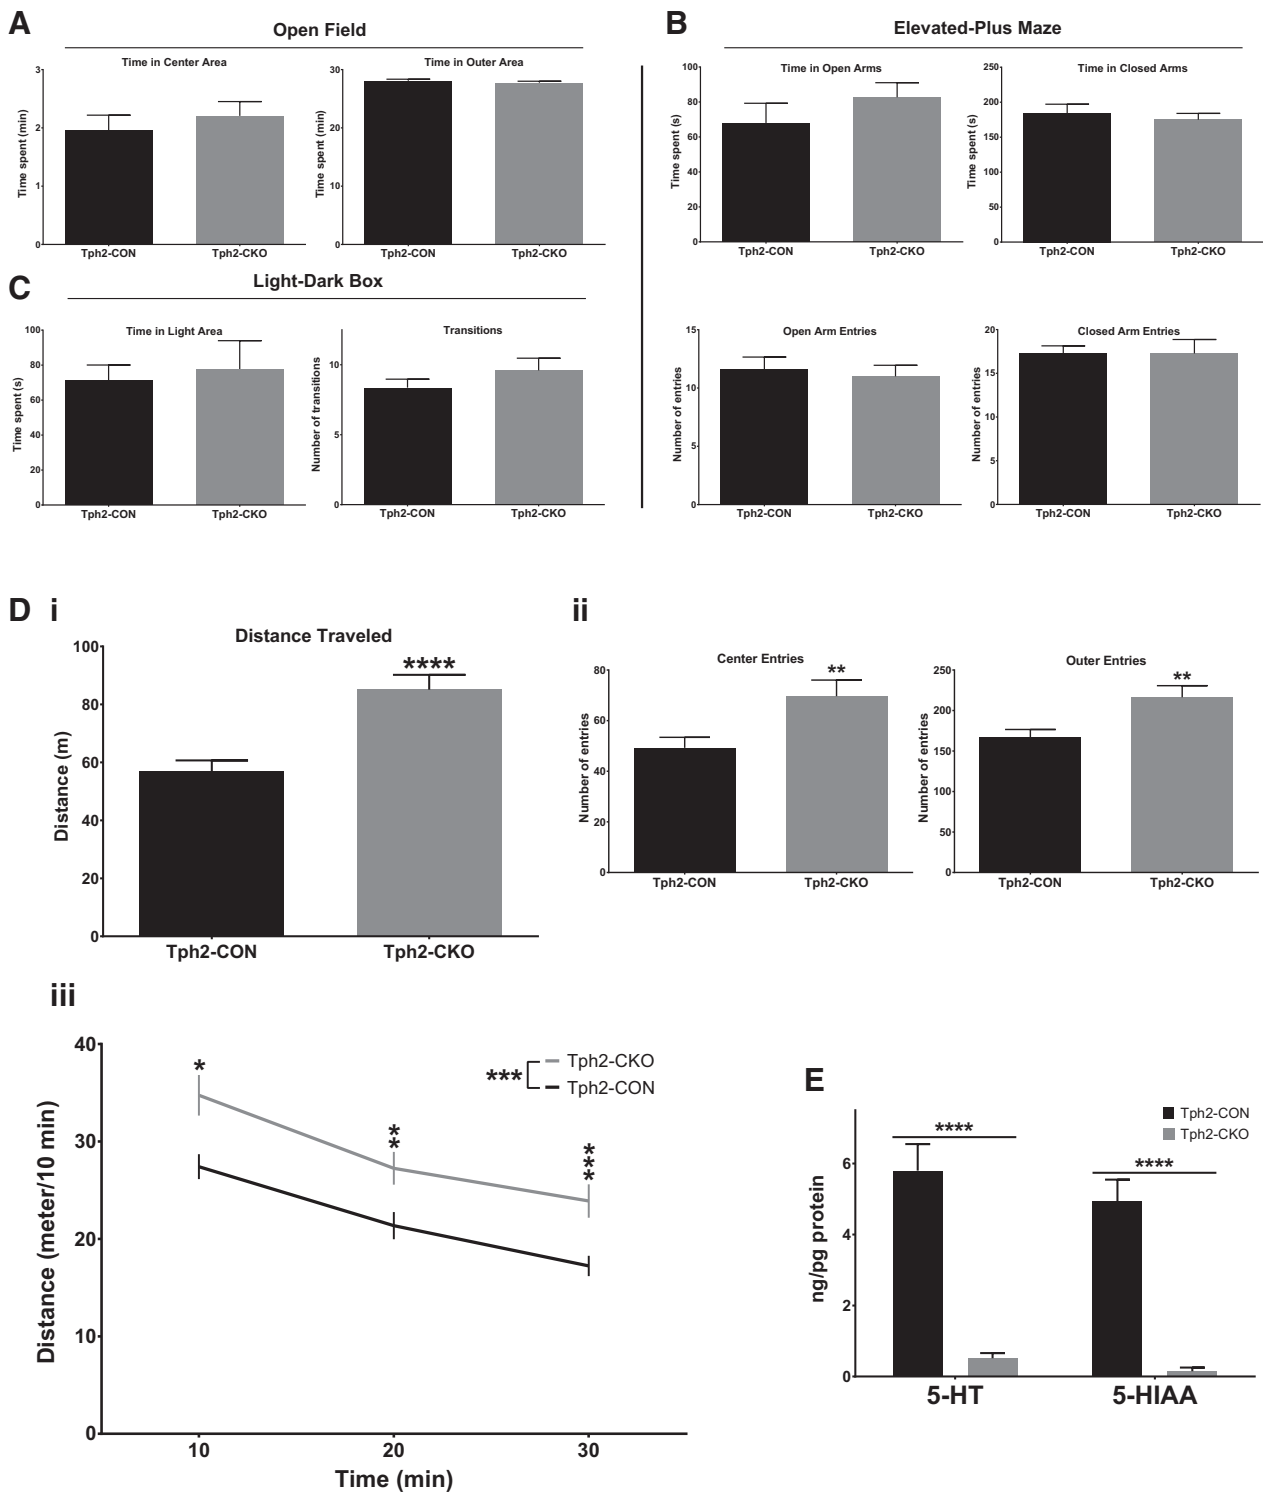 A
Open Field
Time in Center Area
Time spent (min)
3
2
1
0
Tph2-CON Tph2-CKO
Time in Outer Area
Time spent (min)
30
20
10
0
Tph2-CON Tph2-CKO
B
Elevated-Plus Maze
Time in Open Arms
Time spent (s)
100
80
60
40
20
0
Tph2-CON Tph2-CKO
Time in Closed Arms
Time spent (s)
250
200
150
100
50
0
Tph2-CON Tph2-CKO
Open Arm Entries
Number of entries
15
10
5
0
Tph2-CON Tph2-CKO
Closed Arm Entries
Number of entries
20
15
10
5
0
Tph2-CON Tph2-CKO
C
Light-Dark Box
Time in Light Area
Time spent (s)
100
80
60
40
20
0
Tph2-CON Tph2-CKO
Transitions
Number of transitions
10
5
0
Tph2-CON Tph2-CKO
D i
Distance Traveled
Distance (m)
100
80
60
40
20
0
****
Tph2-CON Tph2-CKO
ii
Center Entries
Number of entries
80
60
40
20
0
**
Tph2-CON Tph2-CKO
Outer Entries
Number of entries
250
200
150
200
50
0
**
Tph2-CON Tph2-CKO
iii
Distance (meter/10 min)
40
30
20
10
0
*
**
***
*** Tph2-CKO
Tph2-CON
10 20 30
Time (min)
E
Tph2-CON
Tph2-CKO
ng/pg protein
6
4
2
0
****
****
5-HT 5-HIAA